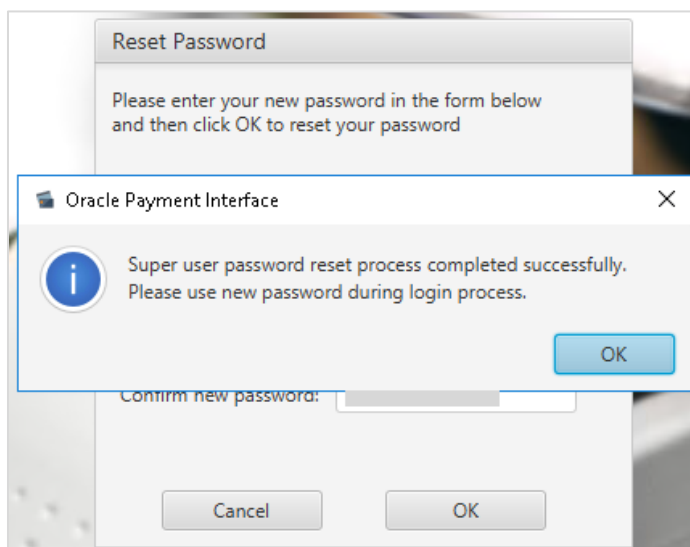 Reset Password
Please enter your new password in the form below
and then click OK to reset your password
Oracle Payment Interface
Super user password reset process completed successfully.
Please use new password during login process.
OK
Confirm new password:
Cancel
OK